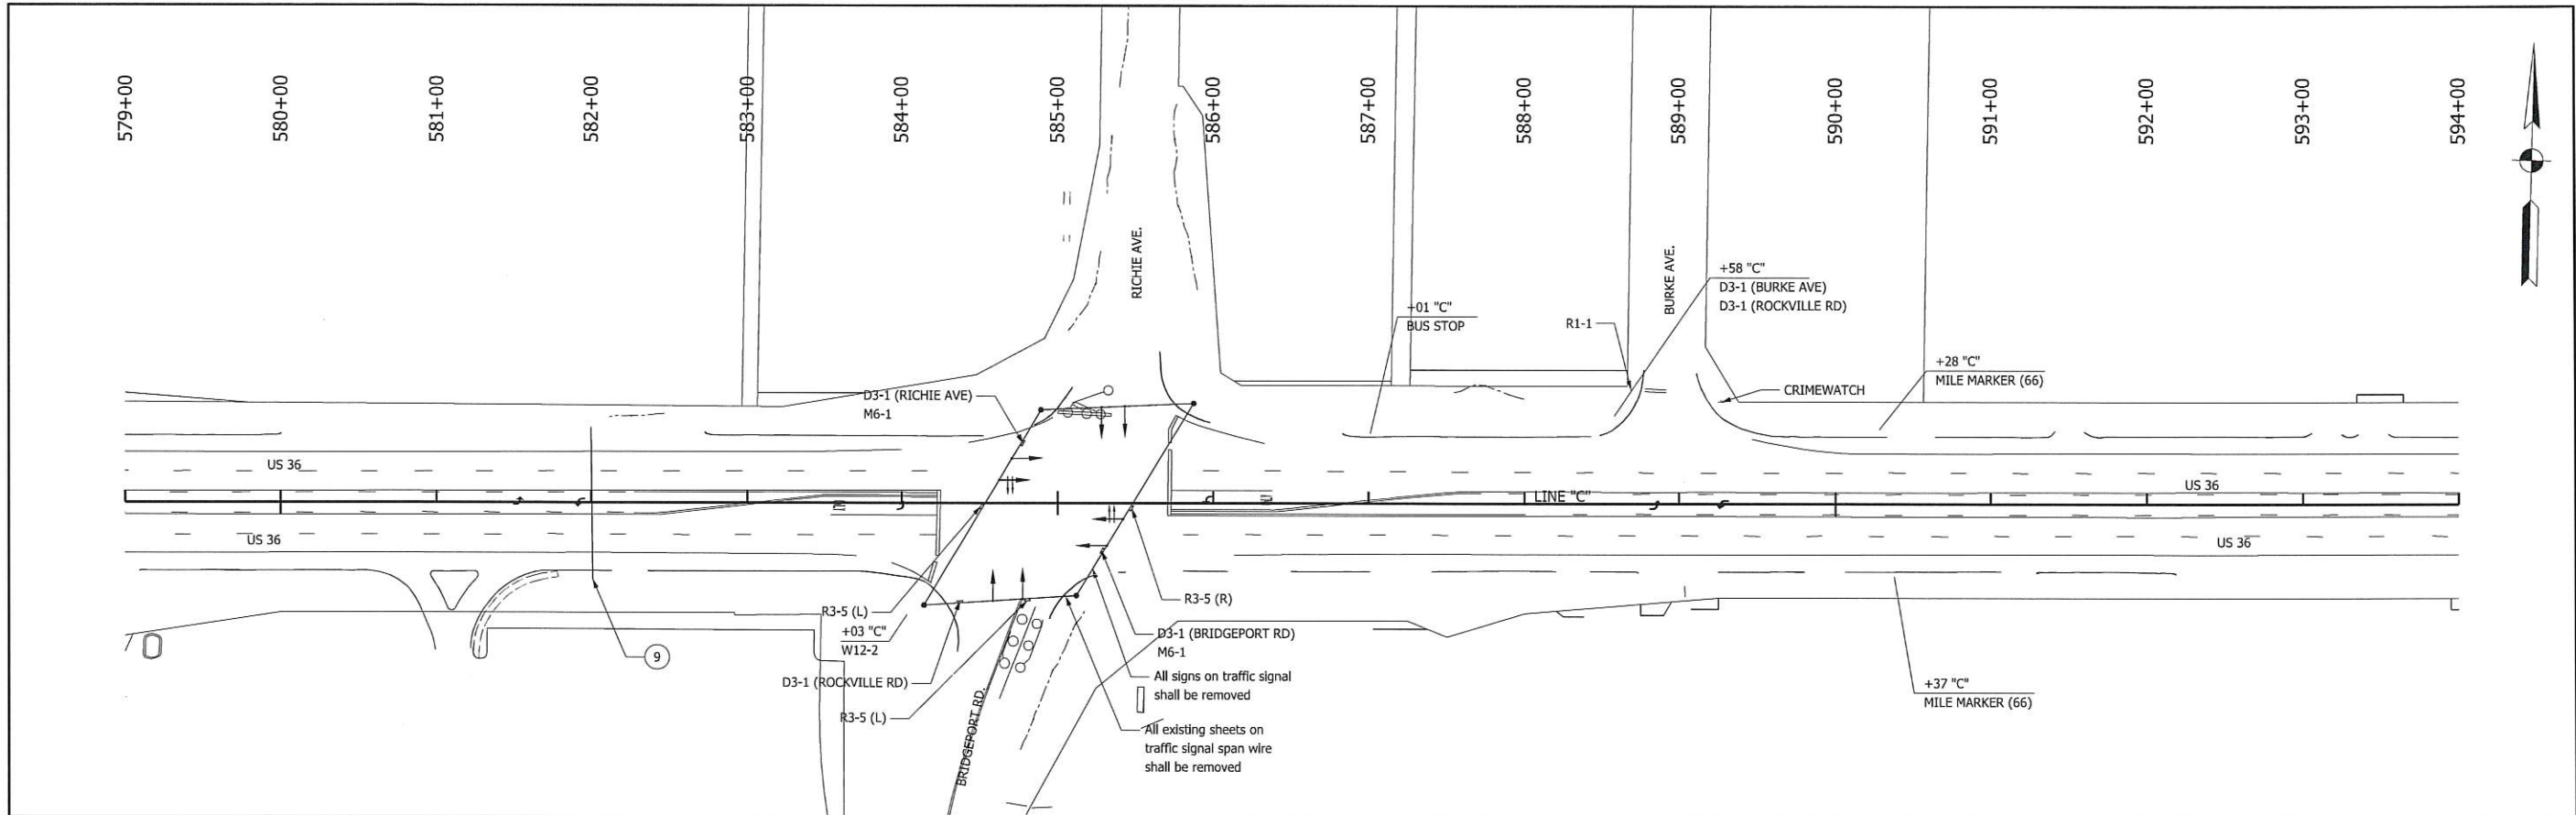 579+00
580+00
581+00
582+00
583+00
584+00
585+00
586+00
587+00
588+00
589+00
590+00
591+00
592+00
593+00
594+00
RICHIE AVE.
BURKE AVE.
+58 "C"
D3-1 (BURKE AVE)
D3-1 (ROCKVILLE RD)
+01 "C"
BUS STOP
R1-1
+28 "C"
MILE MARKER (66)
CRIMEWATCH
D3-1 (RICHIE AVE)
M6-1
US 36
US 36
LINE "C"
US 36
US 36
R3-5 (L)
+03 "C"
W12-2
9
D3-1 (ROCKVILLE RD)
R3-5 (L)
BRIDGEPORT RD.
R3-5 (R)
D3-1 (BRIDGEPORT RD)
M6-1
All signs on traffic signal
shall be removed
All existing sheets on
traffic signal span wire
shall be removed
+37 "C"
MILE MARKER (66)